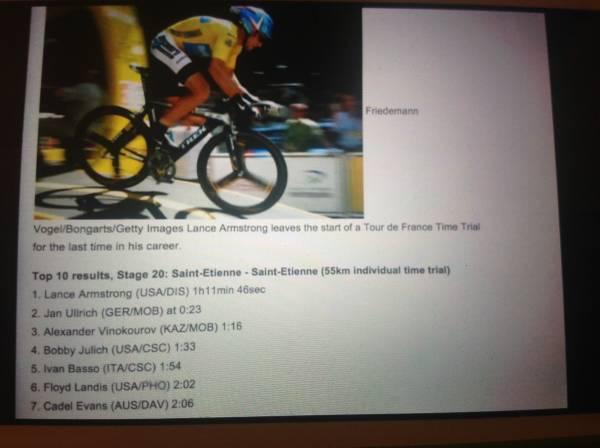 TREK
Friedemann
Vogel/Bongarts/Getty Images Lance Armstrong leaves the start of a Tour de France Time Trial
for the last time in his career.
Top 10 results, Stage 20: Saint-Etienne - Saint-Etienne (55km individual time trial)
1. Lance Armstrong (USA/DIS) 1h11min 46sec
2. Jan Ullrich (GER/MOB) at 0:23
3. Alexander Vinokourov (KAZ/MOB) 1:16
4. Bobby Julich (USA/CSC) 1:33
5. Ivan Basso (ITA/CSC) 1:54
6. Floyd Landis (USA/PHO) 2:02
7. Cadel Evans (AUS/DAV) 2:06